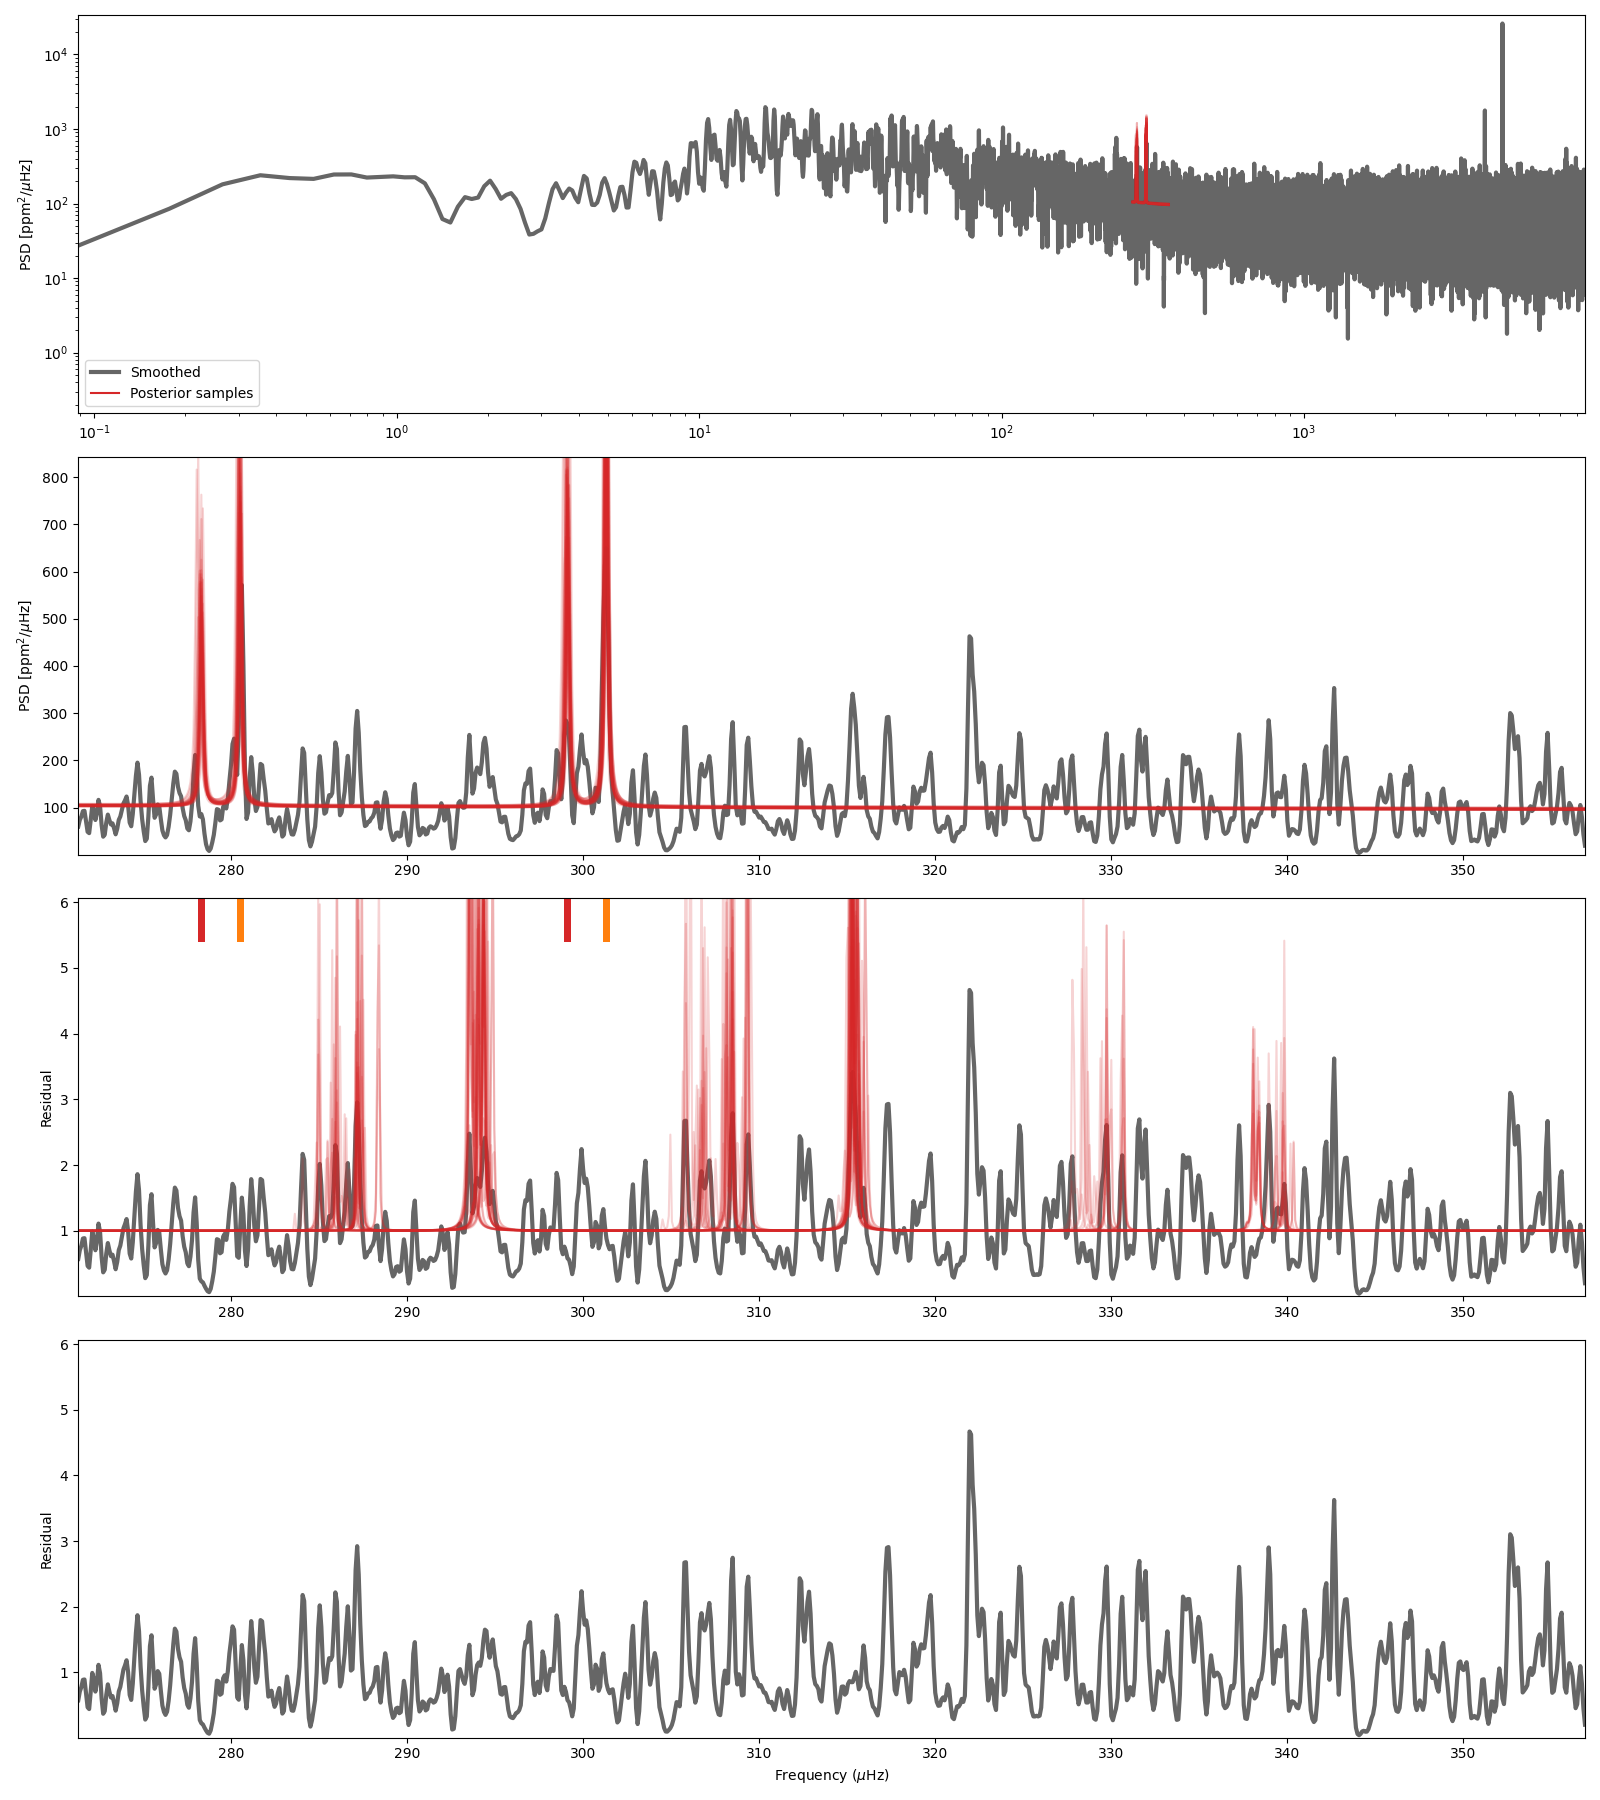 PSD [ppm²/μHz]
10⁴
10³
10²
10¹
10⁰
Smoothed
Posterior samples
10⁻¹ 10⁰ 10¹ 10² 10³
PSD [ppm²/μHz]
800
700
600
500
400
300
200
100
280 290 300 310 320 330 340 350
Residual
6
5
4
3
2
1
280 290 300 310 320 330 340 350
Residual
6
5
4
3
2
1
280 290 300 310 320 330 340 350
Frequency (μHz)